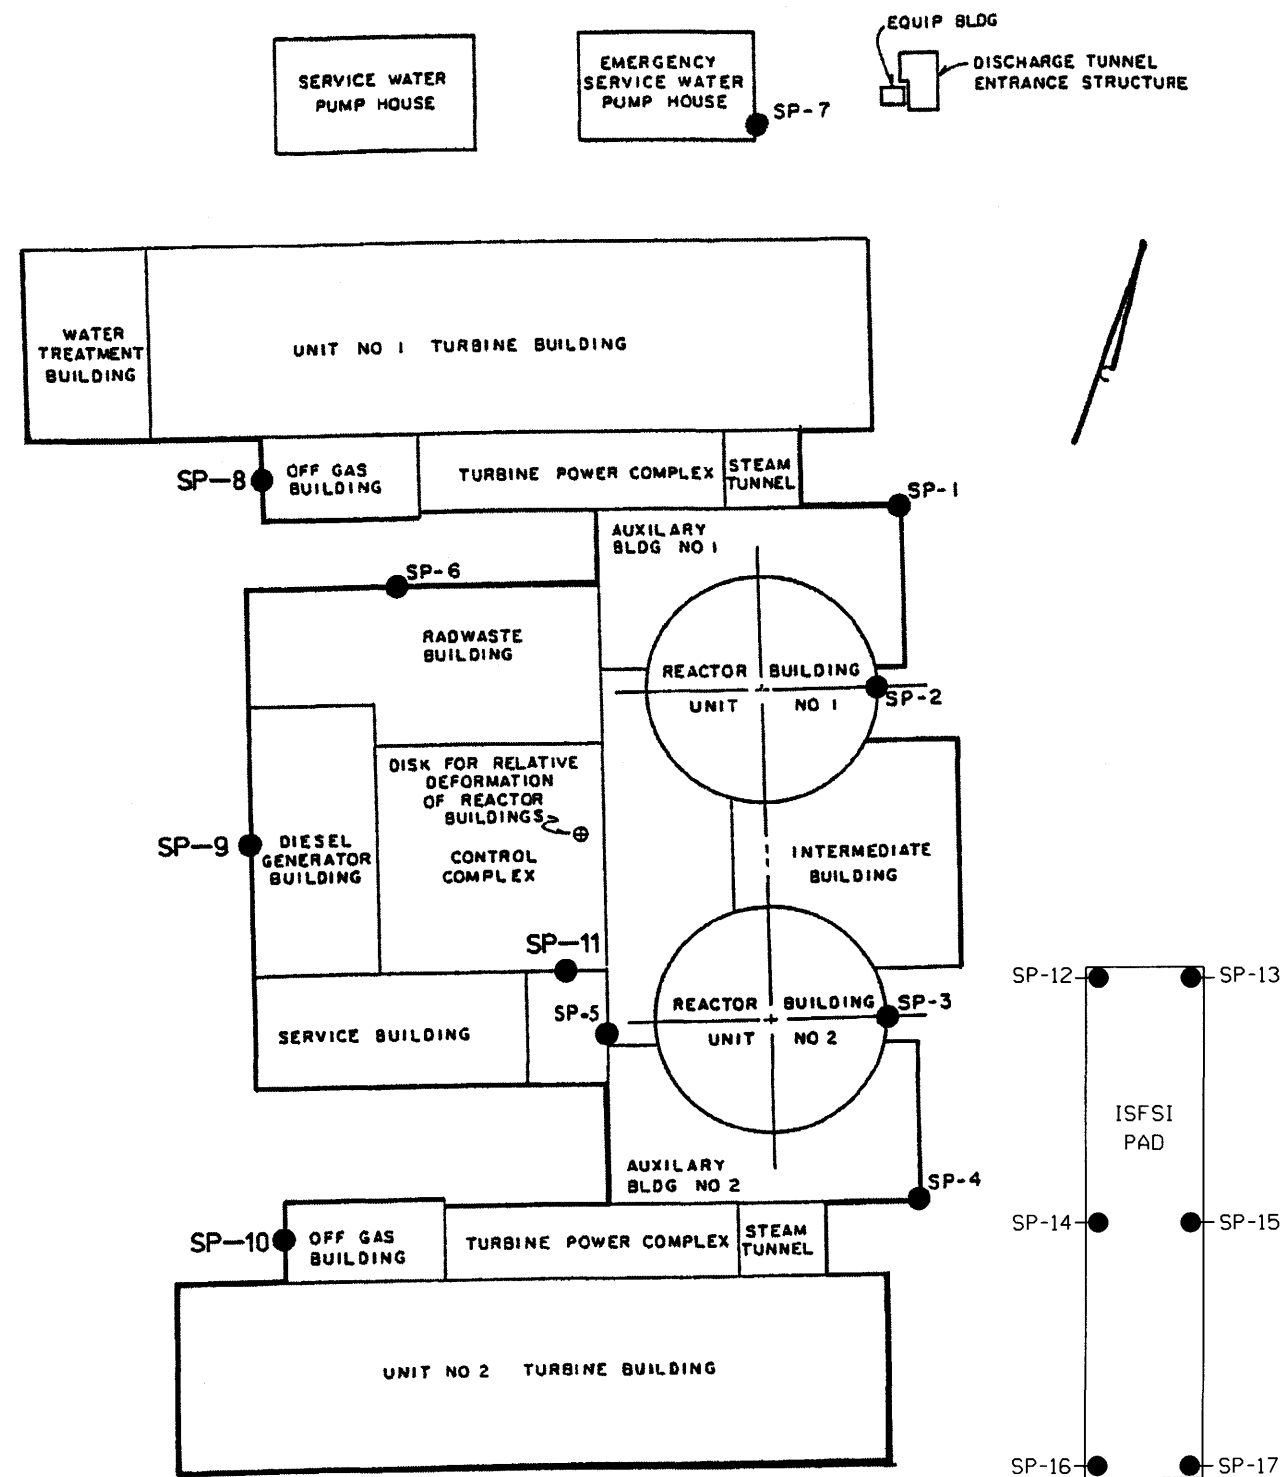 EQUIP BLDG
SERVICE WATER
PUMP HOUSE
EMERGENCY
SERVICE WATER
PUMP HOUSE
SP-7
DISCHARGE TUNNEL
ENTRANCE STRUCTURE
WATER
TREATMENT
BUILDING
UNIT NO 1 TURBINE BUILDING
SP-8
OFF GAS
BUILDING
TURBINE POWER COMPLEX
STEAM
TUNNEL
SP-1
AUXILARY
BLDG NO 1
SP-6
RADWASTE
BUILDING
REACTOR BUILDING
UNIT NO 1
SP-2
DISK FOR RELATIVE
DEFORMATION
OF REACTOR
BUILDINGS
SP-9
DIESEL
GENERATOR
BUILDING
CONTROL
COMPLEX
INTERMEDIATE
BUILDING
SP-11
SP-12
SP-13
SP-5
REACTOR BUILDING
UNIT NO 2
SP-3
SERVICE BUILDING
ISFSI
PAD
AUXILARY
BLDG NO 2
SP-4
SP-14
SP-15
SP-10
OFF GAS
BUILDING
TURBINE POWER COMPLEX
STEAM
TUNNEL
UNIT NO 2 TURBINE BUILDING
SP-16
SP-17